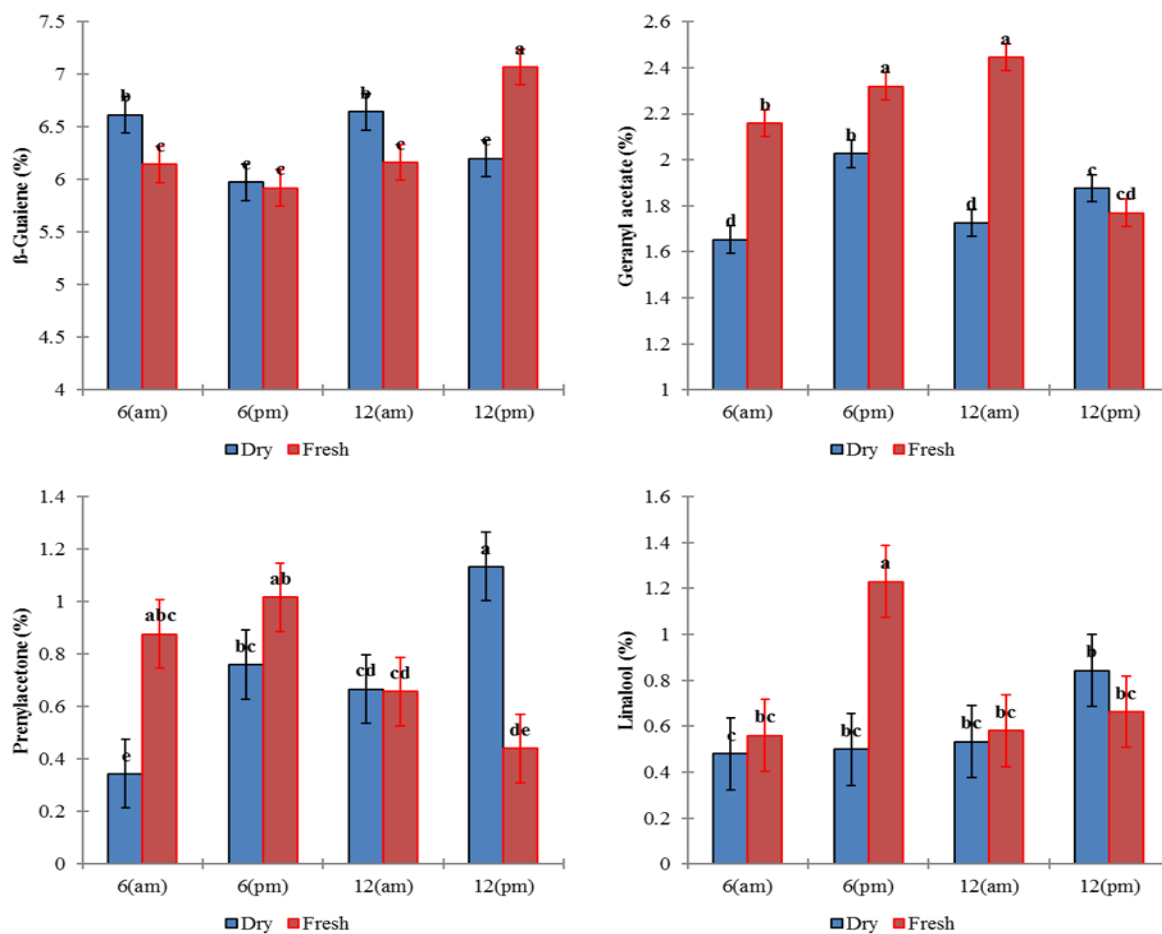 ß-Guaiene (%)
7.5
7
6.5
6
5.5
5
4.5
4
b
c
c
c
b
c
c
a
6(am)
6(pm)
12(am)
12(pm)
Dry
Fresh
Geranyl acetate (%)
2.6
2.4
2.2
2
1.8
1.6
1.4
1.2
1
d
b
b
a
d
a
c
cd
6(am)
6(pm)
12(am)
12(pm)
Dry
Fresh
Prenylacetone (%)
1.4
1.2
1
0.8
0.6
0.4
0.2
0
e
abc
bc
ab
cd
cd
a
de
6(am)
6(pm)
12(am)
12(pm)
Dry
Fresh
Linalool (%)
1.6
1.4
1.2
1
0.8
0.6
0.4
0.2
0
c
bc
bc
a
bc
bc
b
bc
6(am)
6(pm)
12(am)
12(pm)
Dry
Fresh